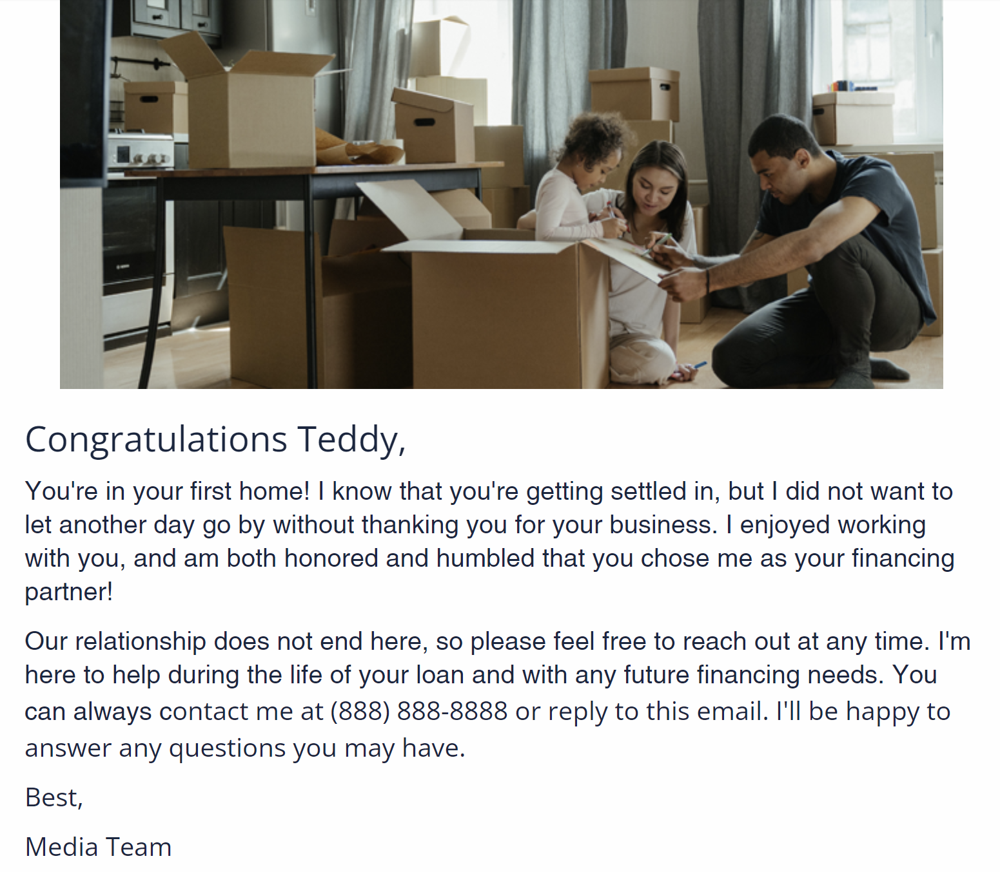 Congratulations Teddy,
You're in your first home! I know that you're getting settled in, but I did not want to
let another day go by without thanking you for your business. I enjoyed working
with you, and am both honored and humbled that you chose me as your financing
partner!
Our relationship does not end here, so please feel free to reach out at any time. I'm
here to help during the life of your loan and with any future financing needs. You
can always contact me at (888) 888-8888 or reply to this email. I'll be happy to
answer any questions you may have.
Best,
Media Team